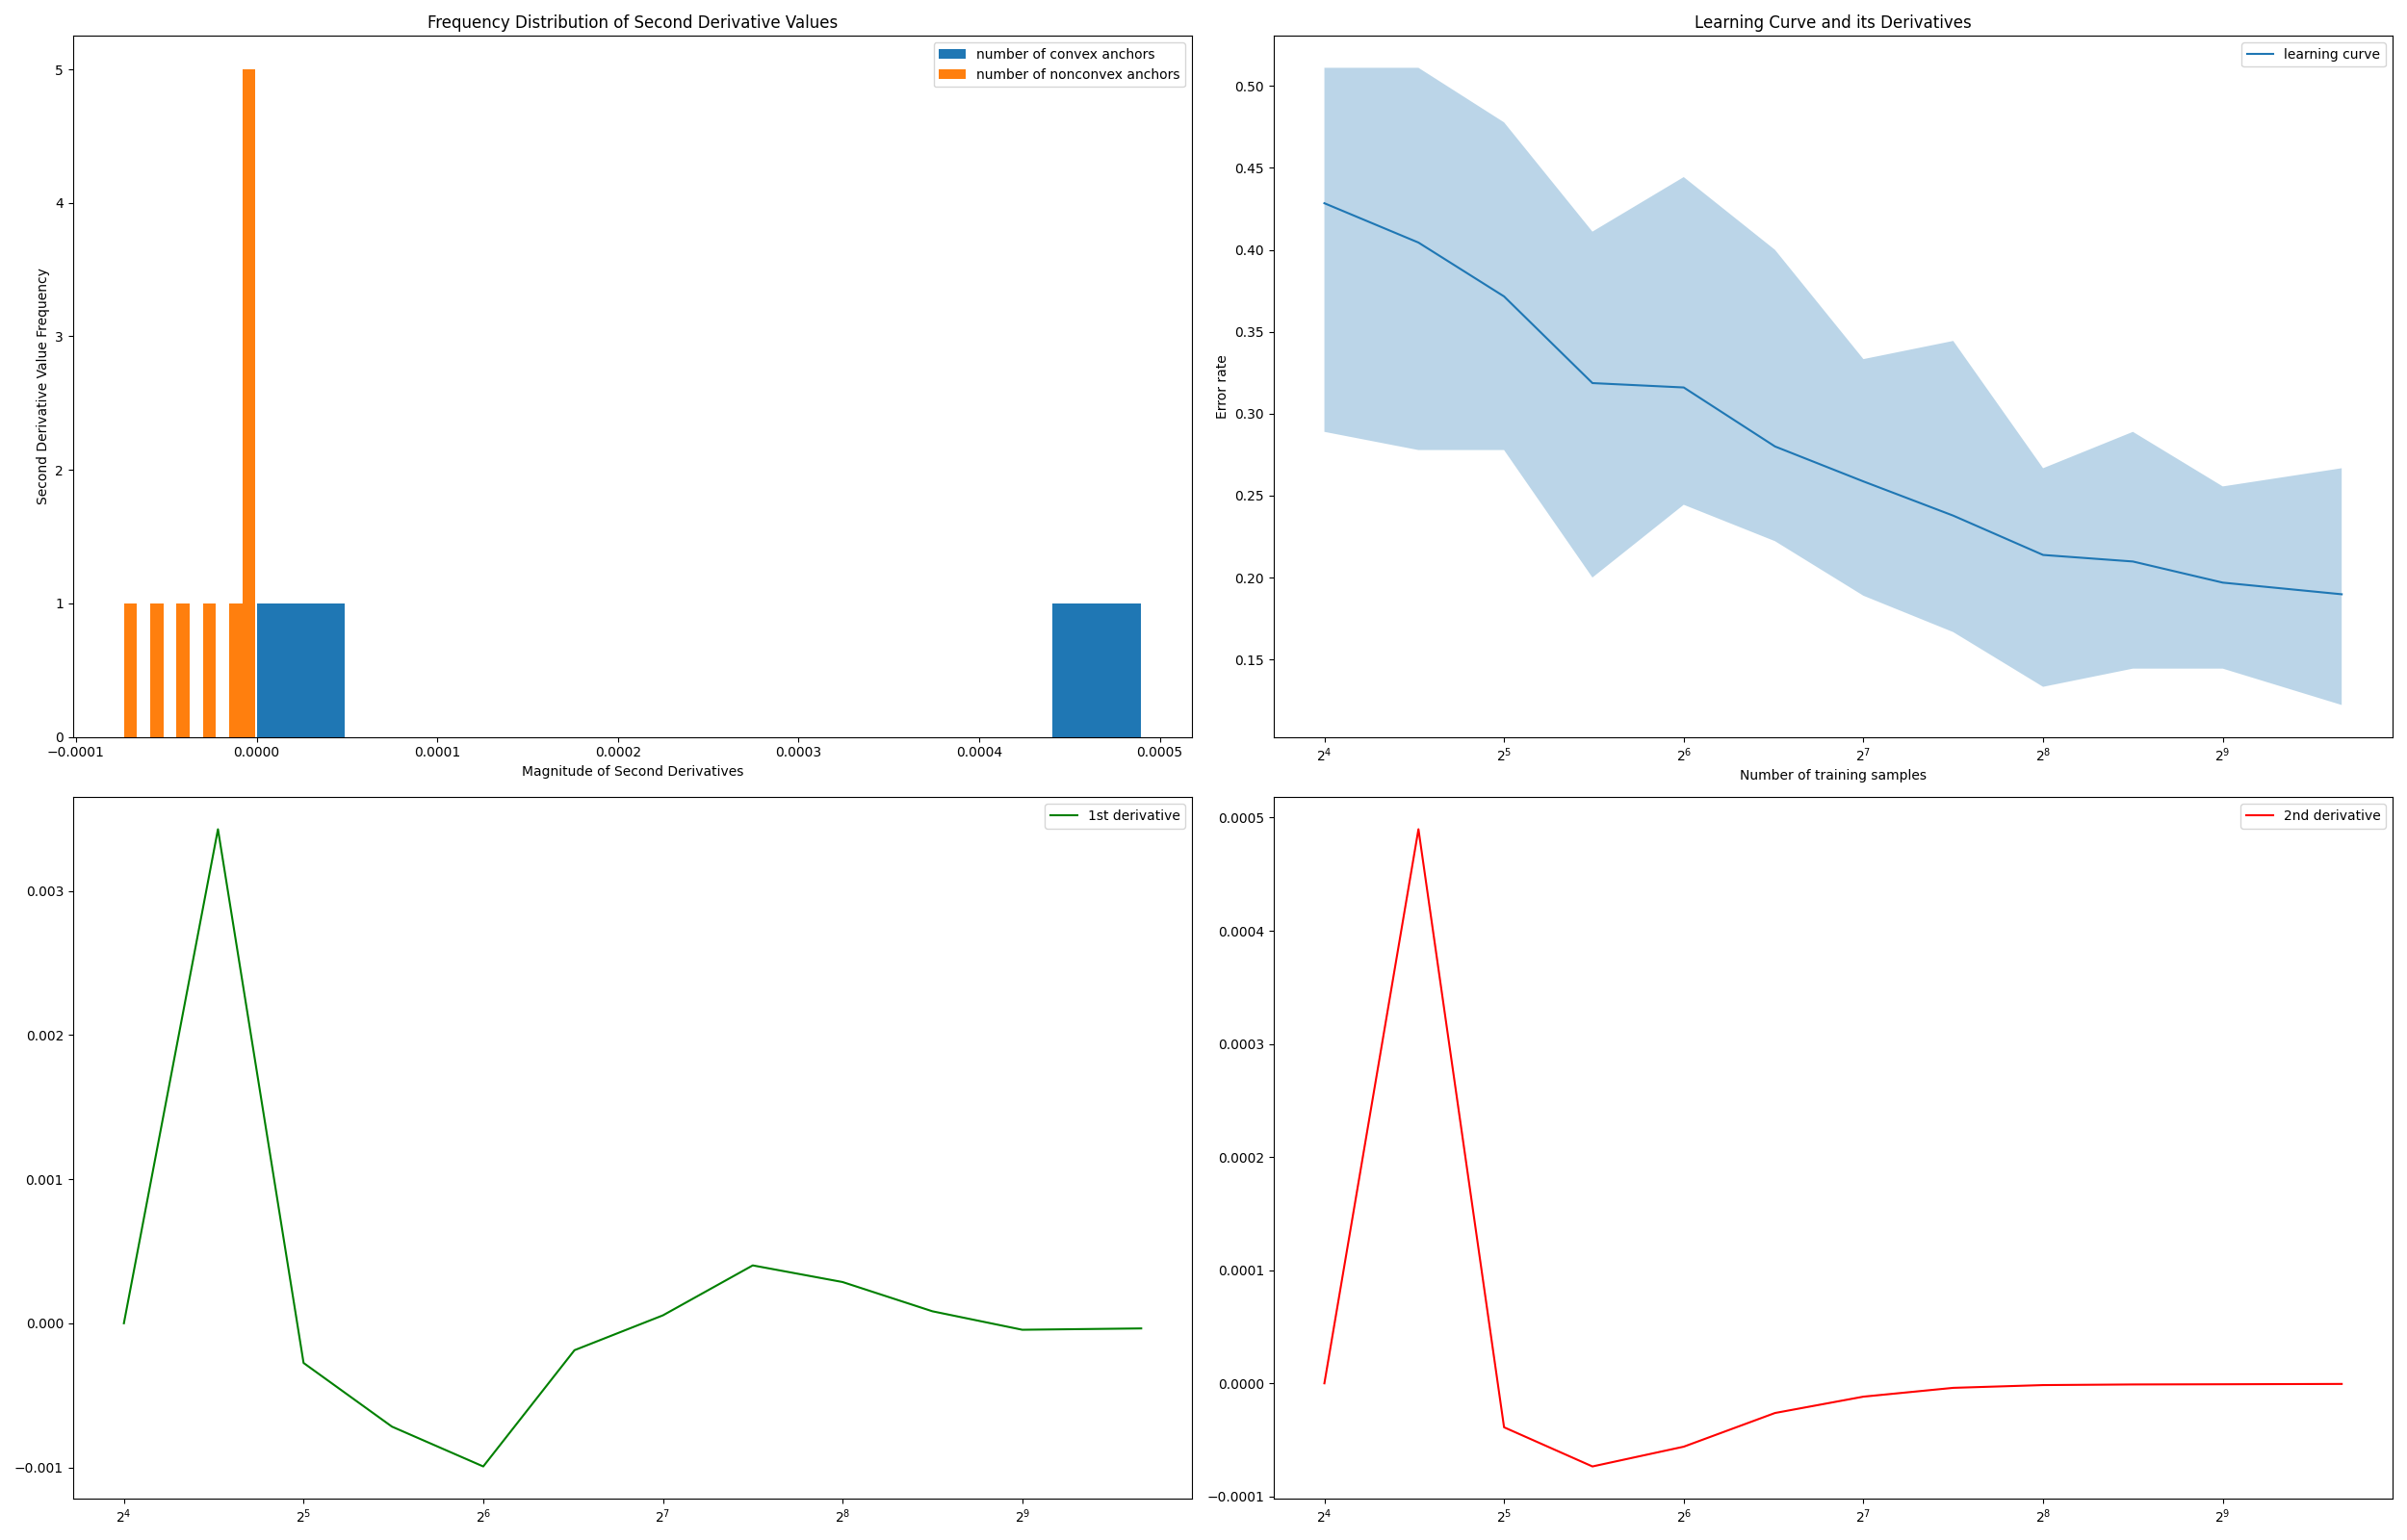 Frequency Distribution of Second Derivative Values
number of convex anchors
number of nonconvex anchors
Second Derivative Value Frequency
5
4
3
2
1
0
−0.0001 0.0000 0.0001 0.0002 0.0003 0.0004 0.0005
Magnitude of Second Derivatives
Learning Curve and its Derivatives
learning curve
Error rate
0.50
0.45
0.40
0.35
0.30
0.25
0.20
0.15
2⁴ 2⁵ 2⁶ 2⁷ 2⁸ 2⁹
Number of training samples
1st derivative
0.003
0.002
0.001
0.000
−0.001
2⁴ 2⁵ 2⁶ 2⁷ 2⁸ 2⁹
2nd derivative
0.0005
0.0004
0.0003
0.0002
0.0001
0.0000
−0.0001
2⁴ 2⁵ 2⁶ 2⁷ 2⁸ 2⁹